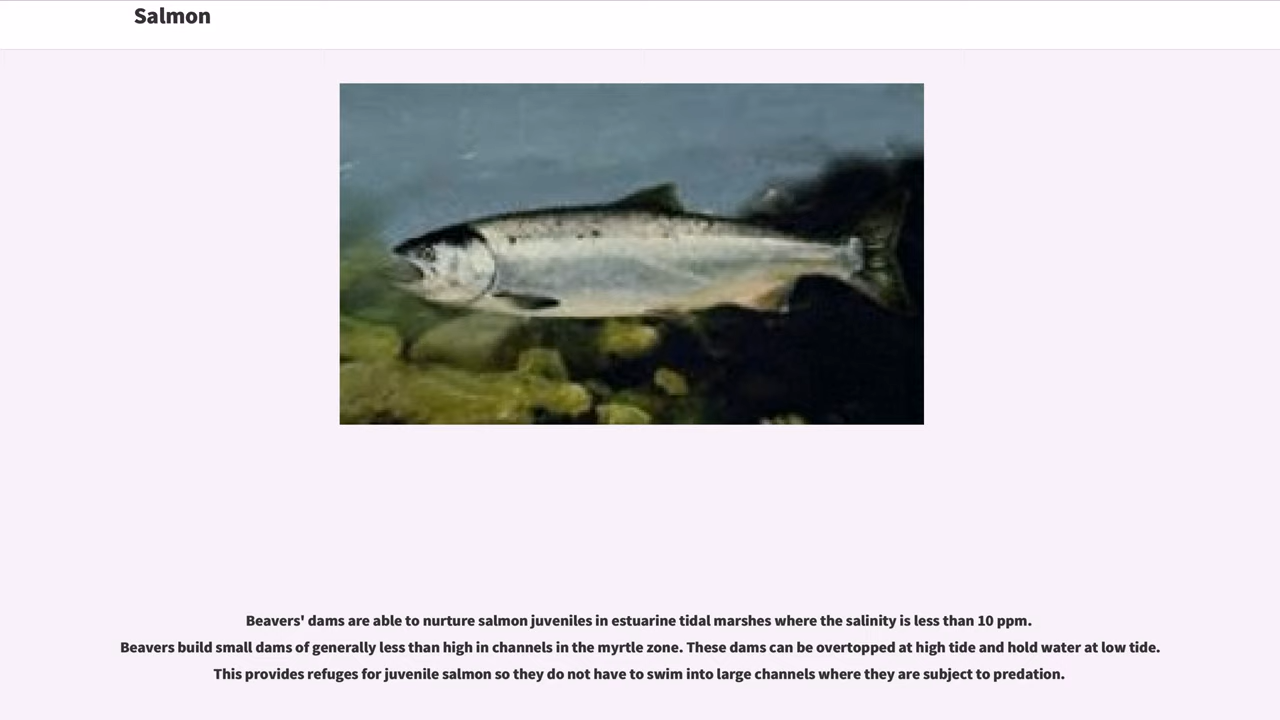 Salmon
Beavers' dams are able to nurture salmon juveniles in estuarine tidal marshes where the salinity is less than 10 ppm.
Beavers build small dams of generally less than high in channels in the myrtle zone. These dams can be overtopped at high tide and hold water at low tide.
This provides refuges for juvenile salmon so they do not have to swim into large channels where they are subject to predation.